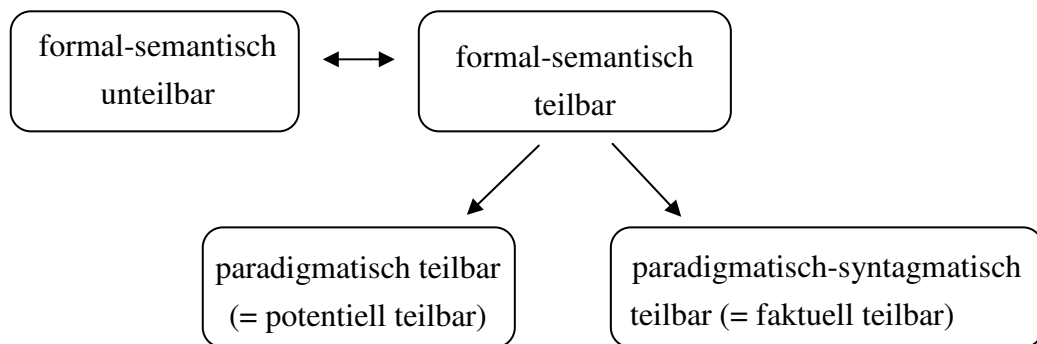 formal-semantisch
unteilbar
formal-semantisch
teilbar
paradigmatisch teilbar
(= potentiell teilbar)
paradigmatisch-syntagmatisch
teilbar (= faktuell teilbar)